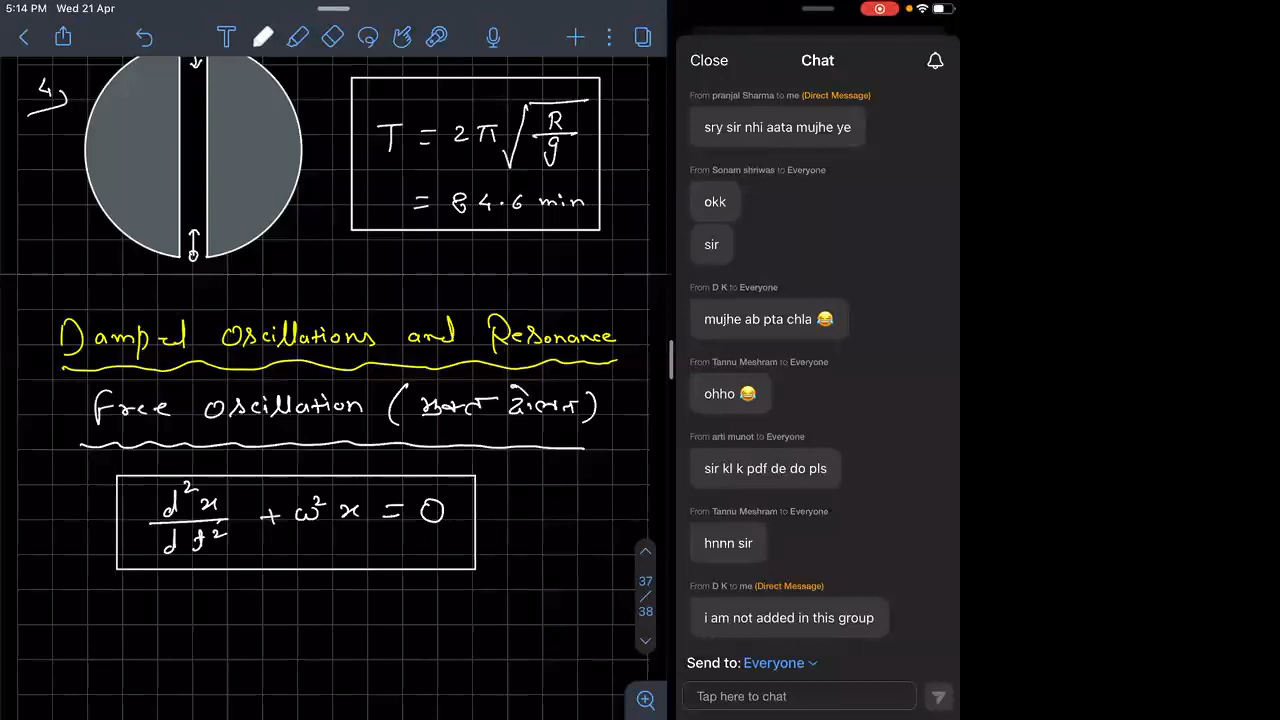 5:14 PM Wed 21 Apr
4)
T = 2π√(R/g)
= 84.6 min
Damped Oscillations and Resonance
Free Oscillation (मुक्त दोलन)
d²x/dt² + ω²x = 0
37
/
38
Close
Chat
From pranjal Sharma to me (Direct Message)
sry sir nhi aata mujhe ye
From Sonam shriwas to Everyone
okk
sir
From D K to Everyone
mujhe ab pta chla 😂
From Tannu Meshram to Everyone
ohho 😂
From arti munot to Everyone
sir kl k pdf de do pls
From Tannu Meshram to Everyone
hnnn sir
From D K to me (Direct Message)
i am not added in this group
Send to: Everyone
Tap here to chat